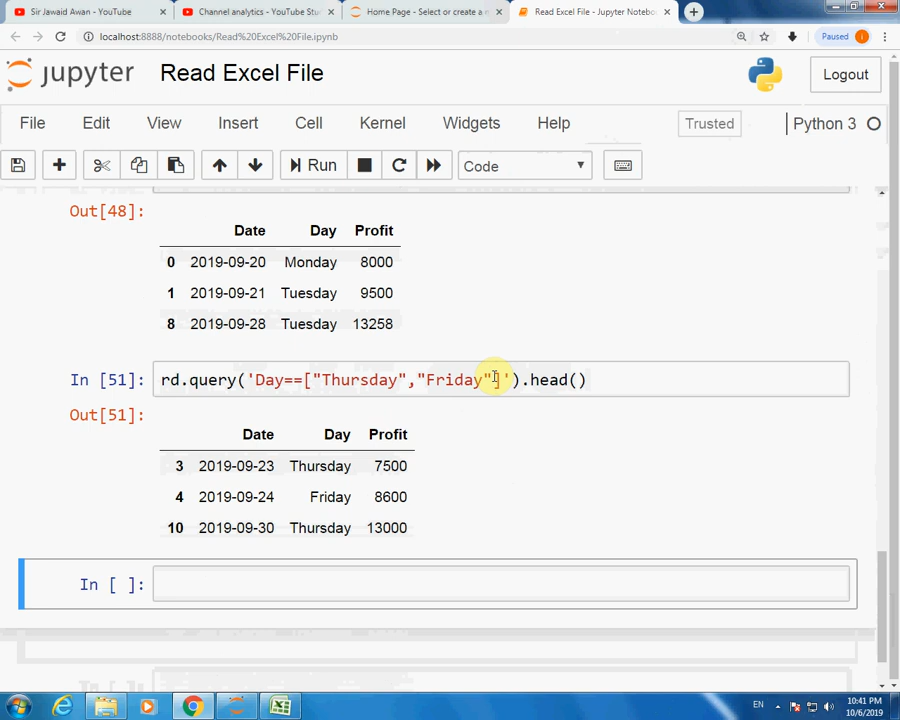 Sir Jawaid Awan - YouTube
Channel analytics - YouTube Stu
Home Page - Select or create a n
Read Excel File - Jupyter Notebo
localhost:8888/notebooks/Read%20Excel%20File.ipynb
Paused
jupyter Read Excel File
Logout
File Edit View Insert Cell Kernel Widgets Help
Trusted
Python 3
Run
Code
Out[48]:
Date Day Profit
0 2019-09-20 Monday 8000
1 2019-09-21 Tuesday 9500
8 2019-09-28 Tuesday 13258
In [51]: rd.query('Day==["Thursday","Friday"]').head()
Out[51]:
Date Day Profit
3 2019-09-23 Thursday 7500
4 2019-09-24 Friday 8600
10 2019-09-30 Thursday 13000
In [ ]:
EN
10:41 PM
10/6/2019